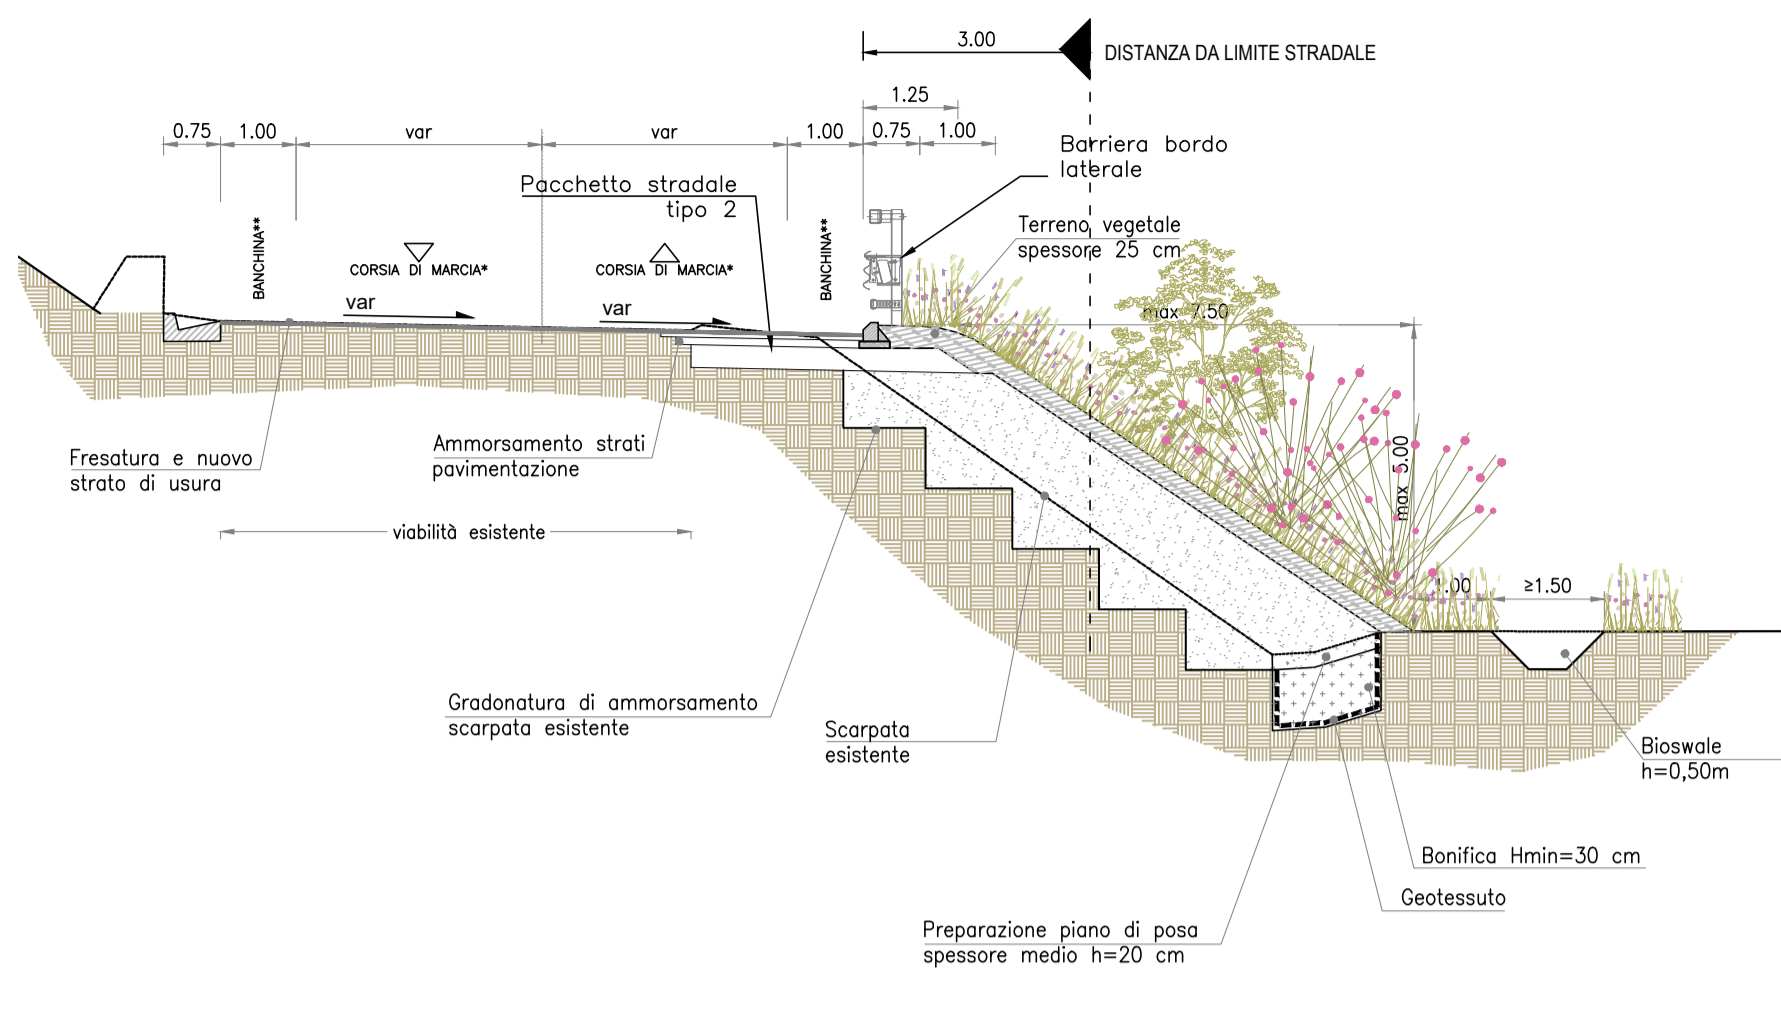 3.00
DISTANZA DA LIMITE STRADALE
1.25
0.75
1.00
var
var
1.00
0.75
1.00
Barriera bordo
laterale
Pacchetto stradale
tipo 2
Terreno vegetale
spessore 25 cm
BANCHINA**
CORSIA DI MARCIA*
CORSIA DI MARCIA*
BANCHINA**
var
var
max 7.50
max 5.00
Fresatura e nuovo
strato di usura
Ammorsamento strati
pavimentazione
viabilità esistente
1.00
≥1.50
Gradonatura di ammorsamento
scarpata esistente
Scarpata
esistente
Bioswale
h=0,50m
Bonifica Hmin=30 cm
Geotessuto
Preparazione piano di posa
spessore medio h=20 cm